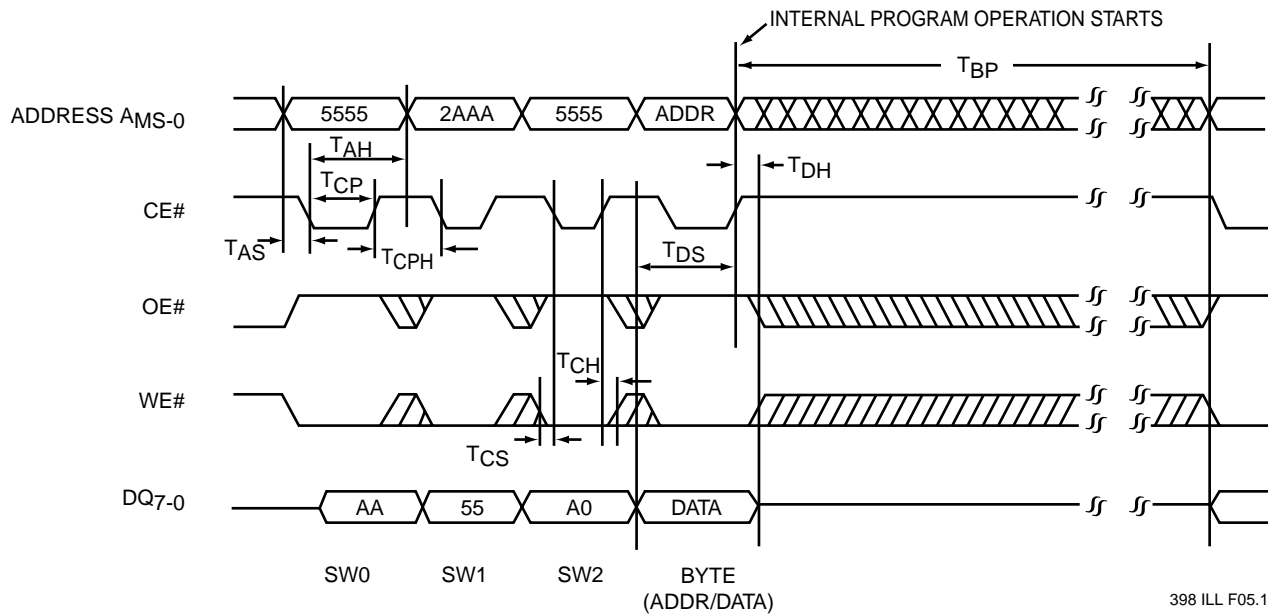 INTERNAL PROGRAM OPERATION STARTS
TBP
ADDRESS AMS-0
5555
2AAA
5555
ADDR
TAH
TDH
TCP
CE#
TAS
TCPH
TDS
OE#
TCH
WE#
TCS
DQ7-0
AA
55
A0
DATA
SW0
SW1
SW2
BYTE
(ADDR/DATA)
398 ILL F05.1